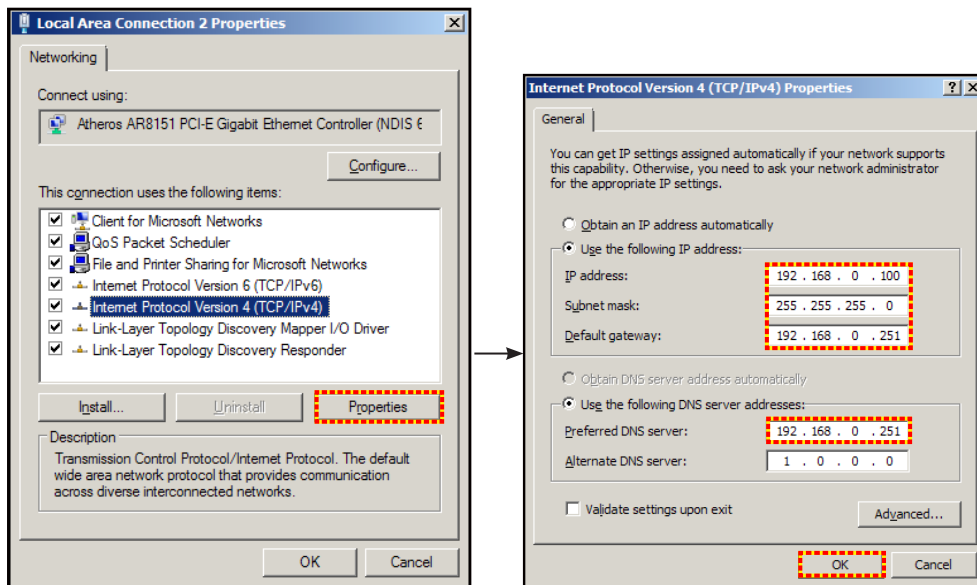 Local Area Connection 2 Properties
Networking
Connect using:
Atheros AR8151 PCI-E Gigabit Ethernet Controller (NDIS 6
Configure...
This connection uses the following items:
Client for Microsoft Networks
QoS Packet Scheduler
File and Printer Sharing for Microsoft Networks
Internet Protocol Version 6 (TCP/IPv6)
Internet Protocol Version 4 (TCP/IPv4)
Link-Layer Topology Discovery Mapper I/O Driver
Link-Layer Topology Discovery Responder
Install...
Uninstall
Properties
Description
Transmission Control Protocol/Internet Protocol. The default
wide area network protocol that provides communication
across diverse interconnected networks.
OK
Cancel
Internet Protocol Version 4 (TCP/IPv4) Properties
General
You can get IP settings assigned automatically if your network supports
this capability. Otherwise, you need to ask your network administrator
for the appropriate IP settings.
Obtain an IP address automatically
Use the following IP address:
IP address: 192 . 168 . 0 . 100
Subnet mask: 255 . 255 . 255 . 0
Default gateway: 192 . 168 . 0 . 251
Obtain DNS server address automatically
Use the following DNS server addresses:
Preferred DNS server: 192 . 168 . 0 . 251
Alternate DNS server: 1 . 0 . 0 . 0
Validate settings upon exit
Advanced...
OK
Cancel